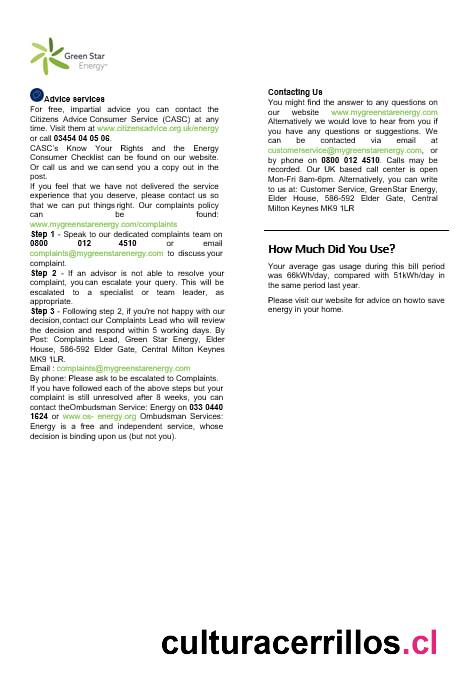 Green Star
Energy™
Advice services
For free, impartial advice you can contact the
Citizens Advice Consumer Service (CASC) at any
time. Visit them at www.citizensadvice.org.uk/energy
or call 03454 04 05 06.
CASC's Know Your Rights and the Energy
Consumer Checklist can be found on our website.
Or call us and we can send you a copy out in the
post.
If you feel that we have not delivered the service
experience that you deserve, please contact us so
that we can put things right. Our complaints policy
can be found:
www.mygreenstarenergy.com/complaints
Step 1 - Speak to our dedicated complaints team on
0800 012 4510 or email
complaints@mygreenstarenergy.com to discuss your
complaint.
Step 2 - If an advisor is not able to resolve your
complaint, you can escalate your query. This will be
escalated to a specialist or team leader, as
appropriate.
Step 3 - Following step 2, if you're not happy with our
decision, contact our Complaints Lead who will review
the decision and respond within 5 working days. By
Post: Complaints Lead, Green Star Energy, Elder
House, 586-592 Elder Gate, Central Milton Keynes
MK9 1LR.
Email : complaints@mygreenstarenergy.com
By phone: Please ask to be escalated to Complaints.
If you have followed each of the above steps but your
complaint is still unresolved after 8 weeks, you can
contact theOmbudsman Service: Energy on 033 0440
1624 or www.os- energy.org Ombudsman Services:
Energy is a free and independent service, whose
decision is binding upon us (but not you).
Contacting Us
You might find the answer to any questions on
our website www.mygreenstarenergy.com
Alternatively we would love to hear from you if
you have any questions or suggestions. We
can be contacted via email at
customerservice@mygreenstarenergy.com, or
by phone on 0800 012 4510. Calls may be
recorded. Our UK based call center is open
Mon-Fri 8am-6pm. Alternatively, you can write
to us at: Customer Service, GreenStar Energy,
Elder House, 586-592 Elder Gate, Central
Milton Keynes MK9 1LR
How Much Did You Use?
Your average gas usage during this bill period
was 66kWh/day, compared with 51kWh/day in
the same period last year.
Please visit our website for advice on howto save
energy in your home.
culturacerrillos.cl